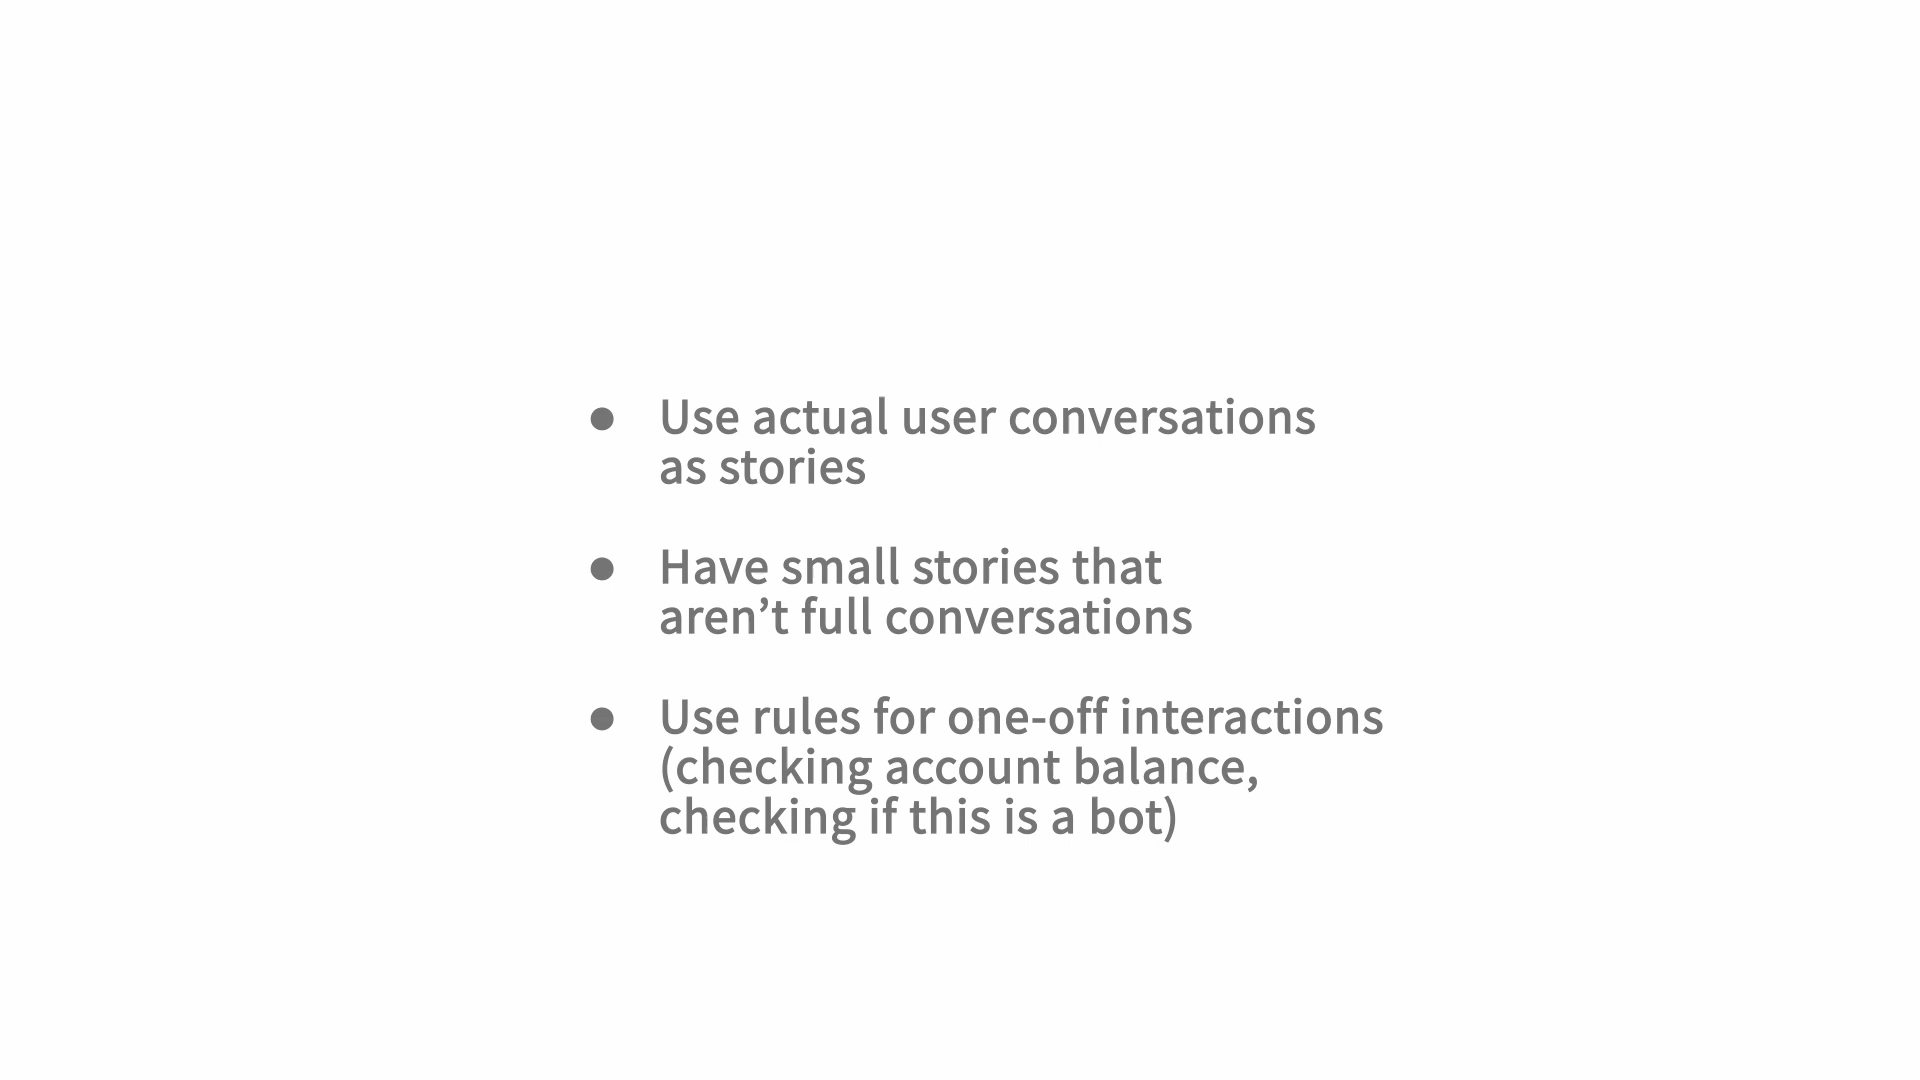 ● Use actual user conversations
as stories
● Have small stories that
aren’t full conversations
● Use rules for one-off interactions
(checking account balance,
checking if this is a bot)